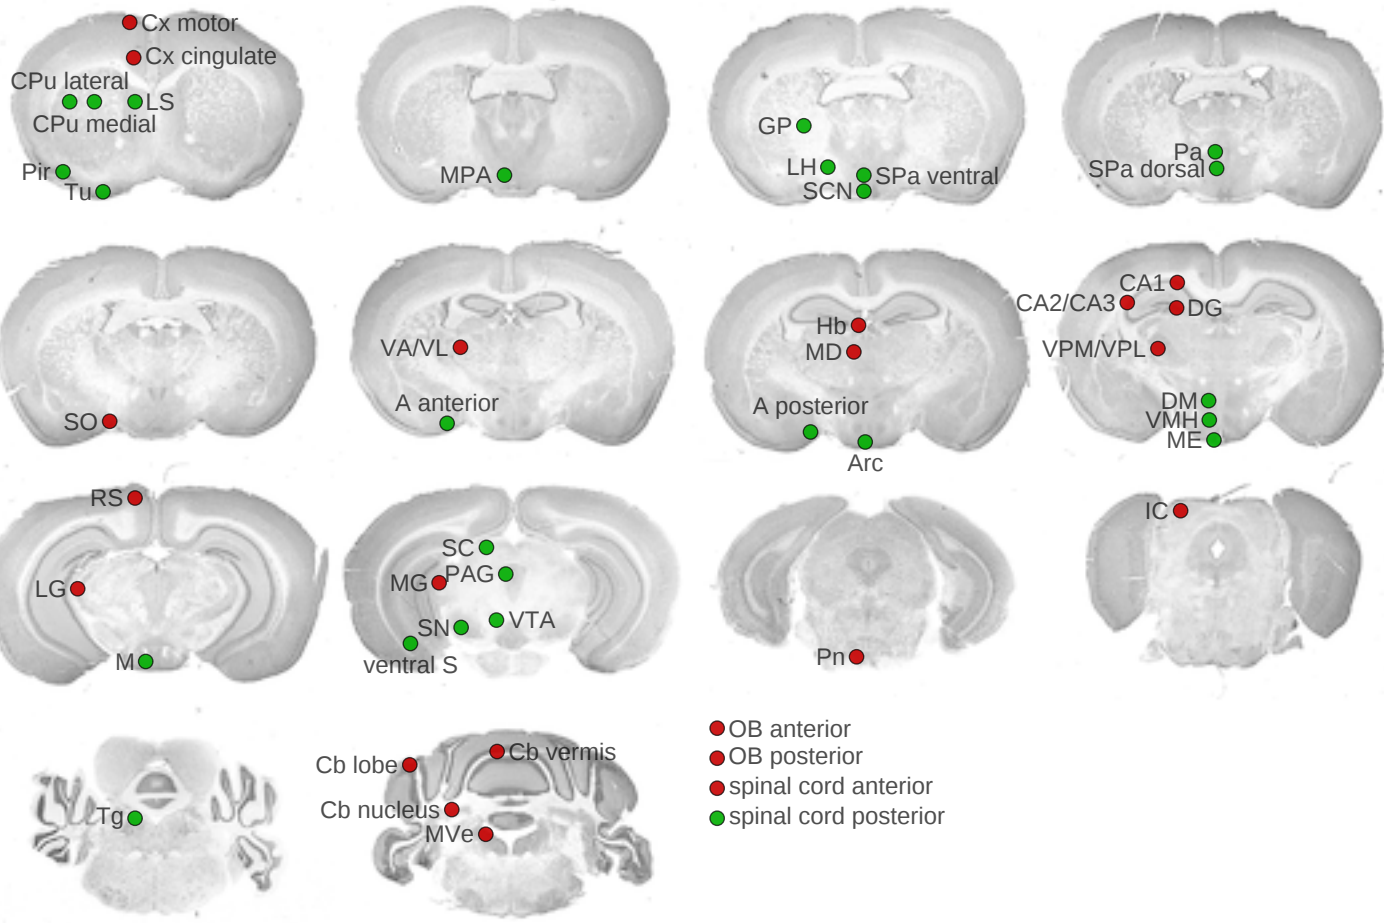 Cx motor
Cx cingulate
CPu lateral
LS
CPu medial
Pir
Tu
MPA
GP
LH
SPa ventral
SCN
Pa
SPa dorsal
SO
VA/VL
A anterior
Hb
MD
A posterior
Arc
CA1
CA2/CA3
DG
VPM/VPL
DM
VMH
ME
RS
LG
M
SC
MG
PAG
SN
VTA
ventral S
Pn
IC
Tg
Cb lobe
Cb vermis
Cb nucleus
MVe
OB anterior
OB posterior
spinal cord anterior
spinal cord posterior